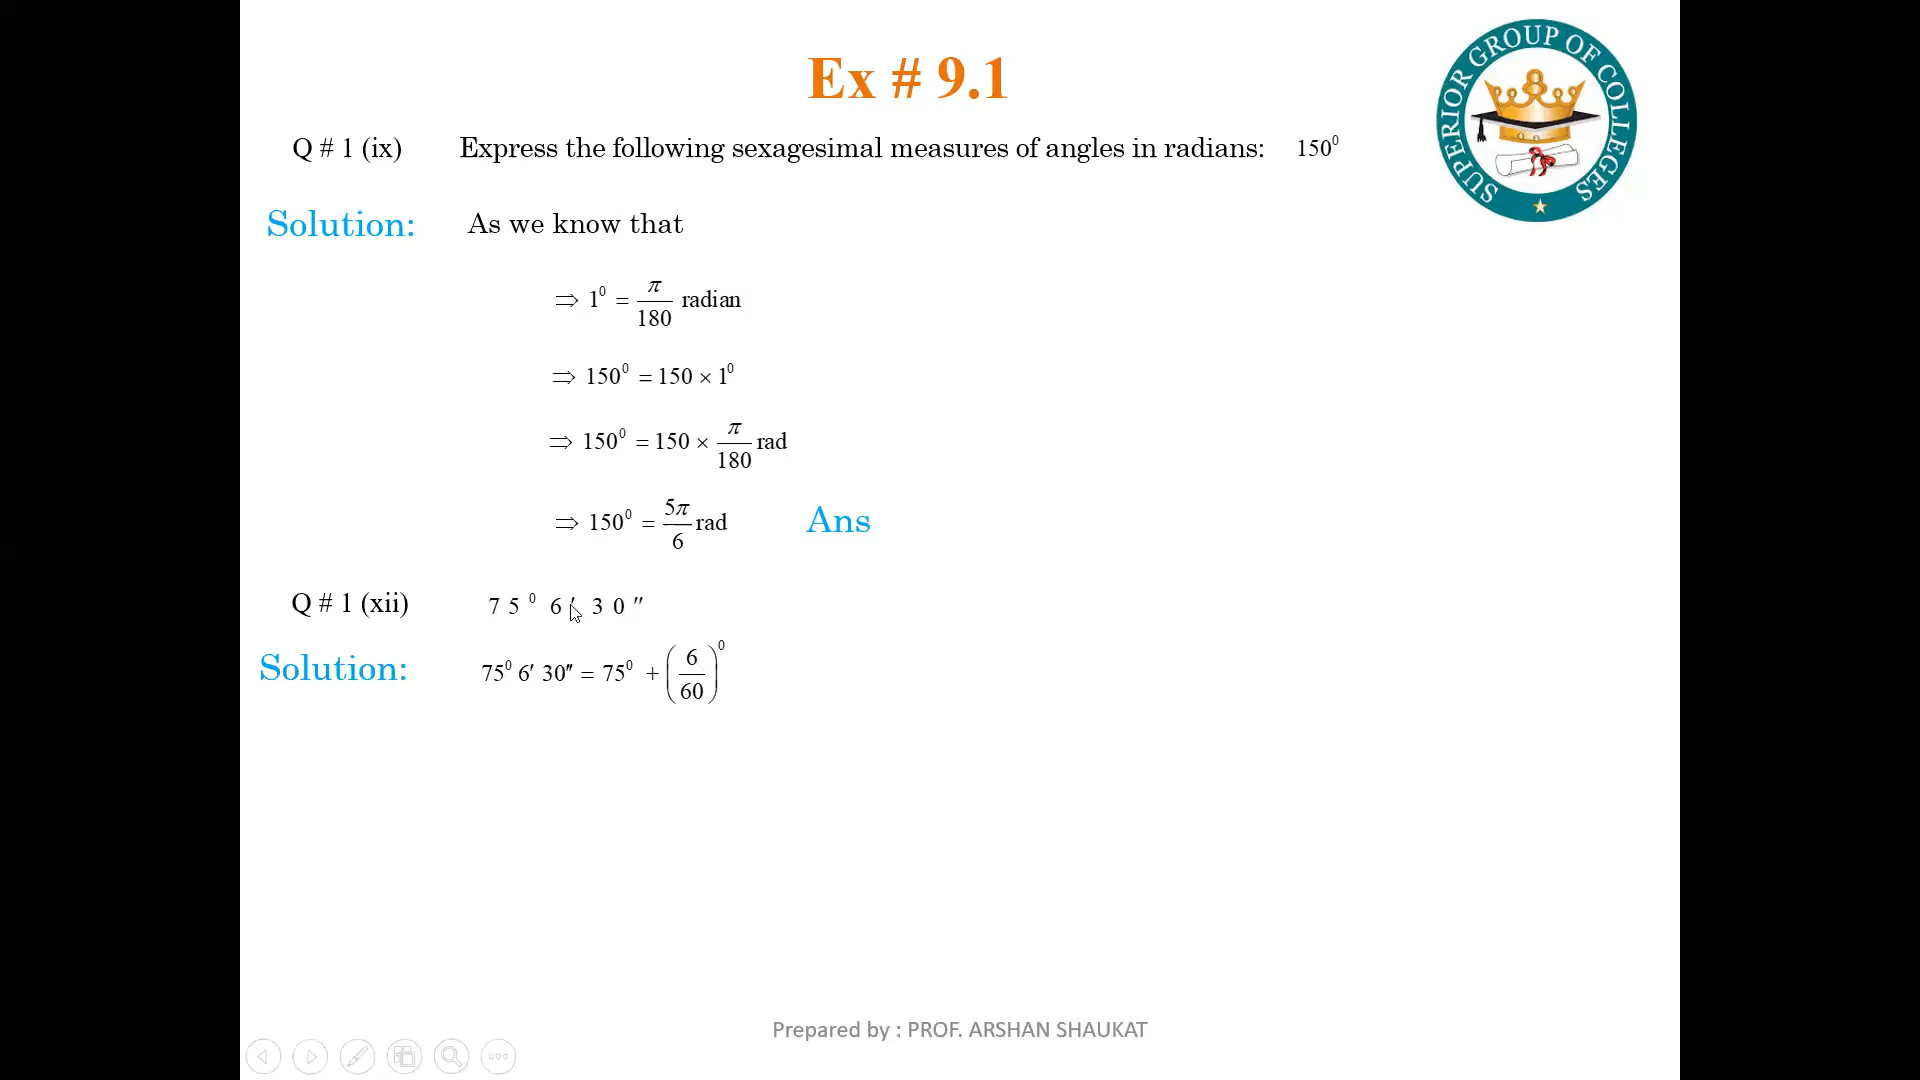 Ex # 9.1
SUPERIOR GROUP OF COLLEGES
Q # 1 (ix) Express the following sexagesimal measures of angles in radians: 150⁰
Solution: As we know that
⇒ 1⁰ = π/180 radian
⇒ 150⁰ = 150 × 1⁰
⇒ 150⁰ = 150 × π/180 rad
⇒ 150⁰ = 5π/6 rad Ans
Q # 1 (xii) 75⁰ 6′ 30″
Solution: 75⁰ 6′ 30″ = 75⁰ + (6/60)⁰
Prepared by : PROF. ARSHAN SHAUKAT